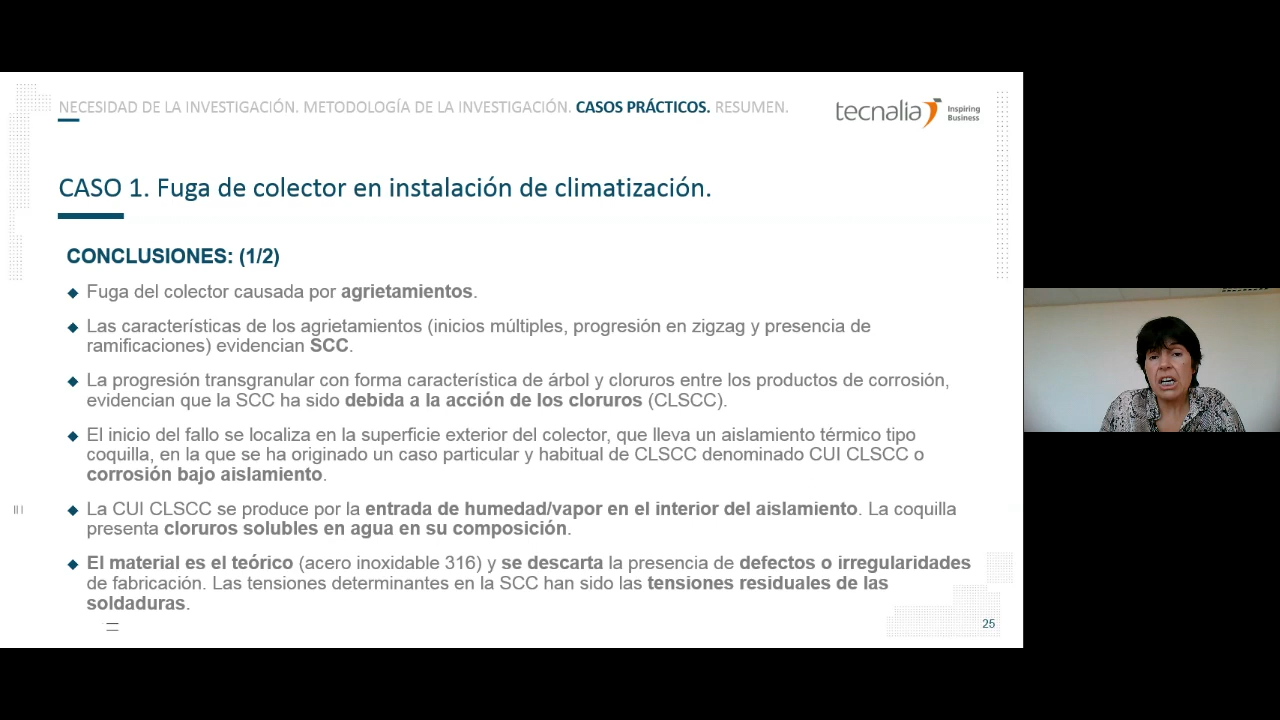 NECESIDAD DE LA INVESTIGACIÓN. METODOLOGÍA DE LA INVESTIGACIÓN. CASOS PRÁCTICOS. RESUMEN.
tecnalia Inspiring Business
CASO 1. Fuga de colector en instalación de climatización.
CONCLUSIONES: (1/2)
Fuga del colector causada por agrietamientos.
Las características de los agrietamientos (inicios múltiples, progresión en zigzag y presencia de
ramificaciones) evidencian SCC.
La progresión transgranular con forma característica de árbol y cloruros entre los productos de corrosión,
evidencian que la SCC ha sido debida a la acción de los cloruros (CLSCC).
El inicio del fallo se localiza en la superficie exterior del colector, que lleva un aislamiento térmico tipo
coquilla, en la que se ha originado un caso particular y habitual de CLSCC denominado CUI CLSCC o
corrosión bajo aislamiento.
La CUI CLSCC se produce por la entrada de humedad/vapor en el interior del aislamiento. La coquilla
presenta cloruros solubles en agua en su composición.
El material es el teórico (acero inoxidable 316) y se descarta la presencia de defectos o irregularidades
de fabricación. Las tensiones determinantes en la SCC han sido las tensiones residuales de las
soldaduras.
25